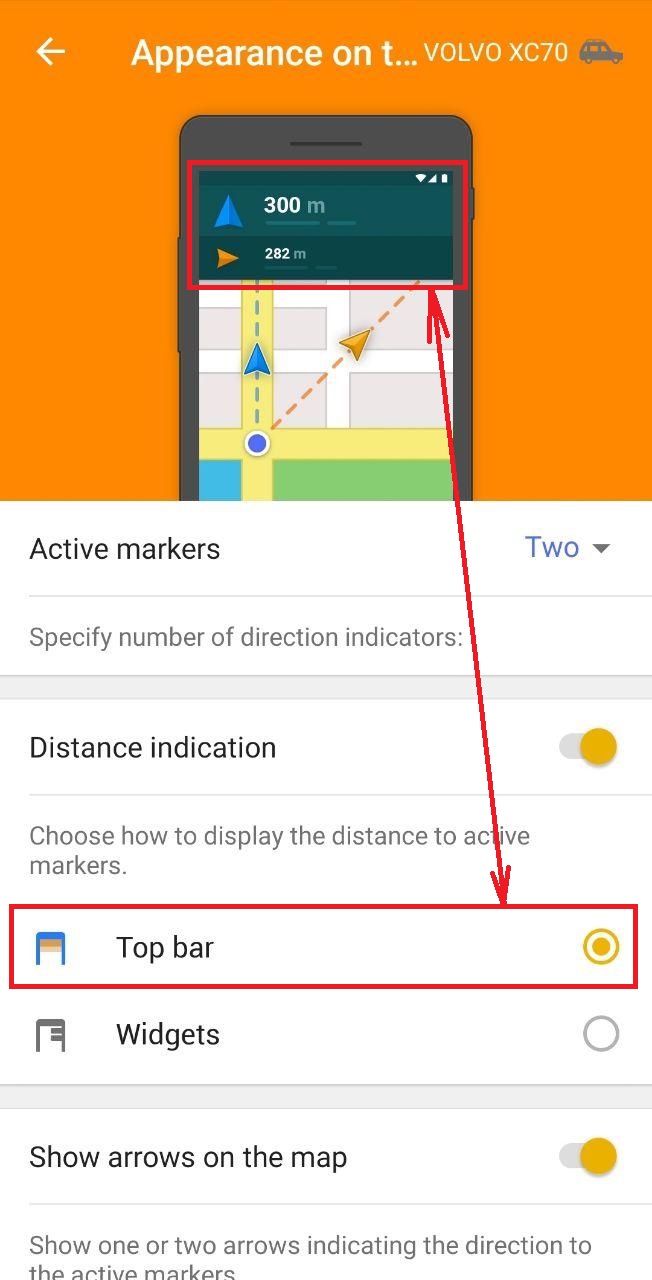 Appearance on t... VOLVO XC70
300 m
282 m
Active markers Two
Specify number of direction indicators:
Distance indication
Choose how to display the distance to active
markers.
Top bar
Widgets
Show arrows on the map
Show one or two arrows indicating the direction to
the active markers